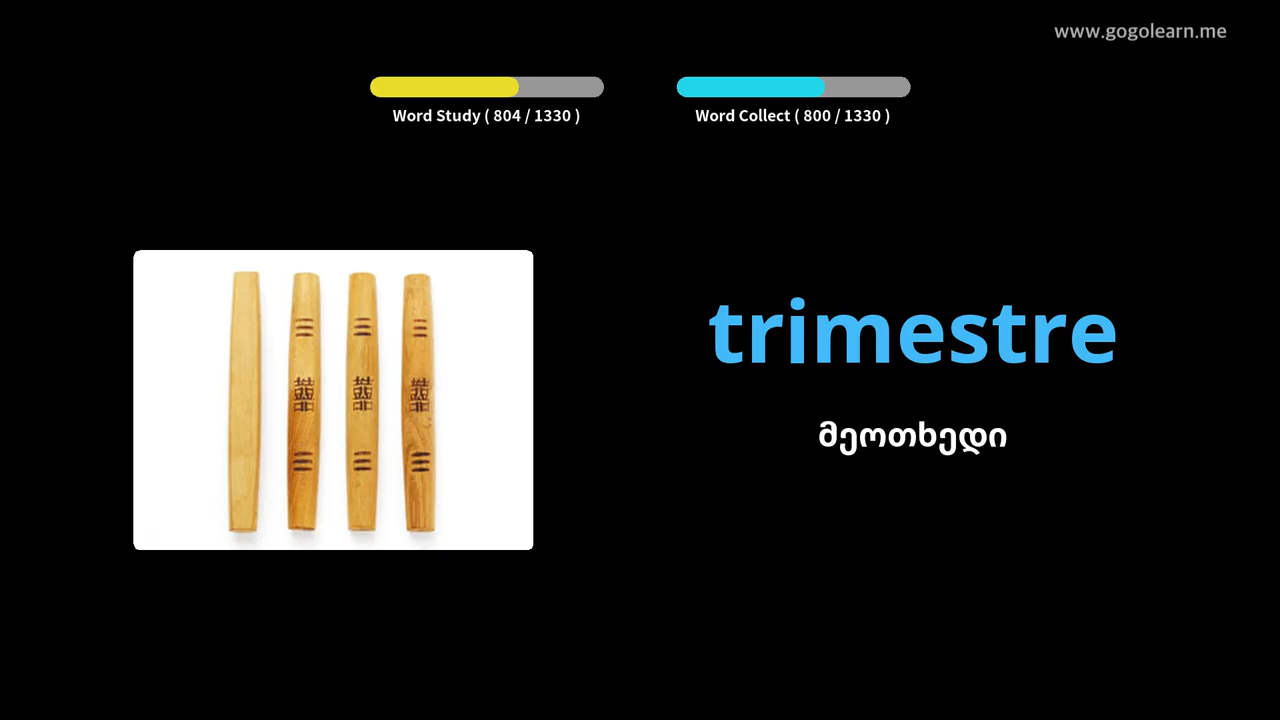 www.gogolearn.me
Word Study ( 804 / 1330 )
Word Collect ( 800 / 1330 )
trimestre
მეოთხედი